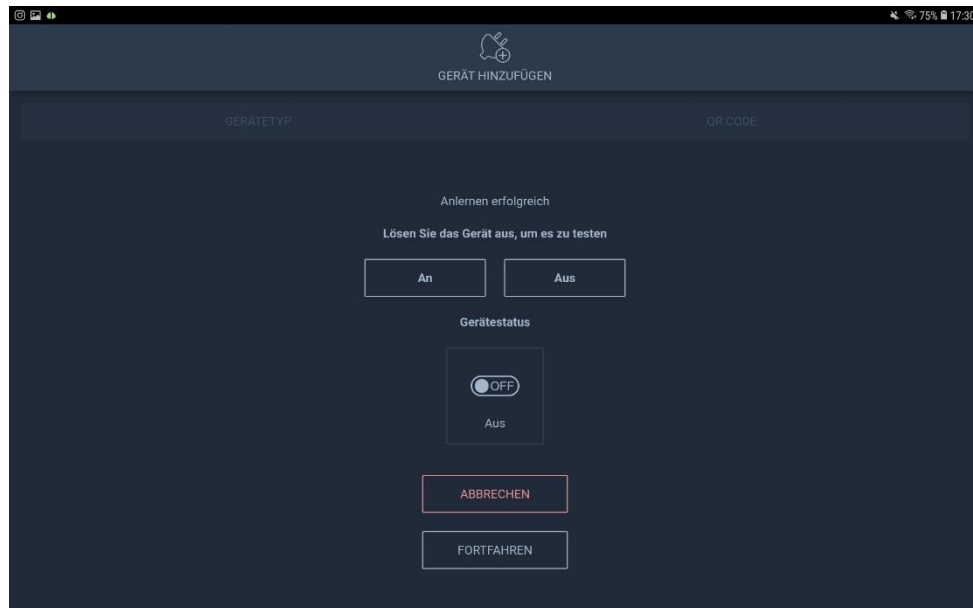 75% 17:30
GERÄT HINZUFÜGEN
GERÄTETYP QR CODE
Anlernen erfolgreich
Lösen Sie das Gerät aus, um es zu testen
An Aus
Gerätestatus
OFF
Aus
ABBRECHEN
FORTFAHREN